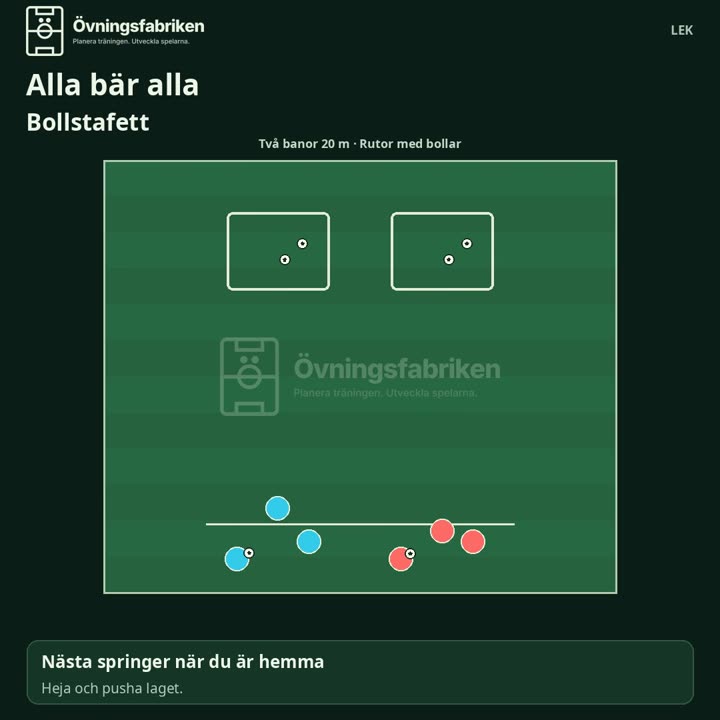 Övningsfabriken
Planera träningen. Utveckla spelarna.
LEK
Alla bär alla
Bollstafett
Två banor 20 m · Rutor med bollar
Övningsfabriken
Planera träningen. Utveckla spelarna.
Nästa springer när du är hemma
Heja och pusha laget.